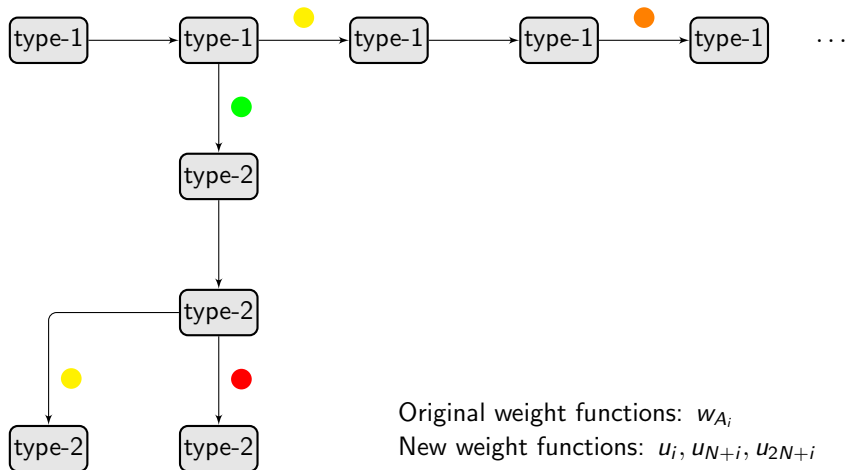 type-1 type-1 type-1 type-1 type-1 ...
type-2
type-2
type-2 type-2
Original weight functions: w_{A_i}
New weight functions: u_i, u_{N+i}, u_{2N+i}